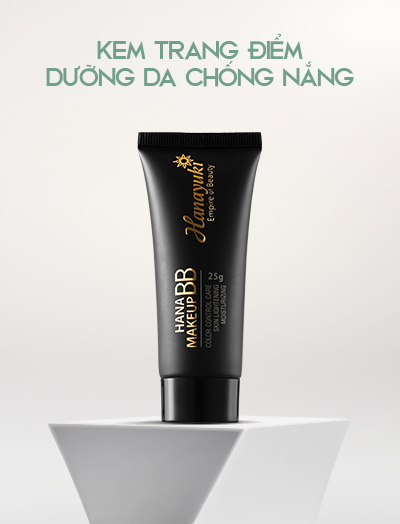 KEM TRANG ĐIỂM
DƯỠNG DA CHỐNG NẮNG
Hanayuki
Empire of Beauty
25g
HANA
MAKEUP BB
COLOR CONTROL CARE
SKIN LIGHTENING
MOISTURIZING